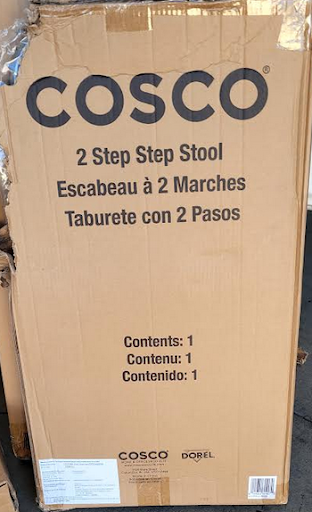 COSCO®
2 Step Step Stool
Escabeau à 2 Marches
Taburete con 2 Pasos
Contents: 1
Contenu: 1
Contenido: 1
COSCO DOREL